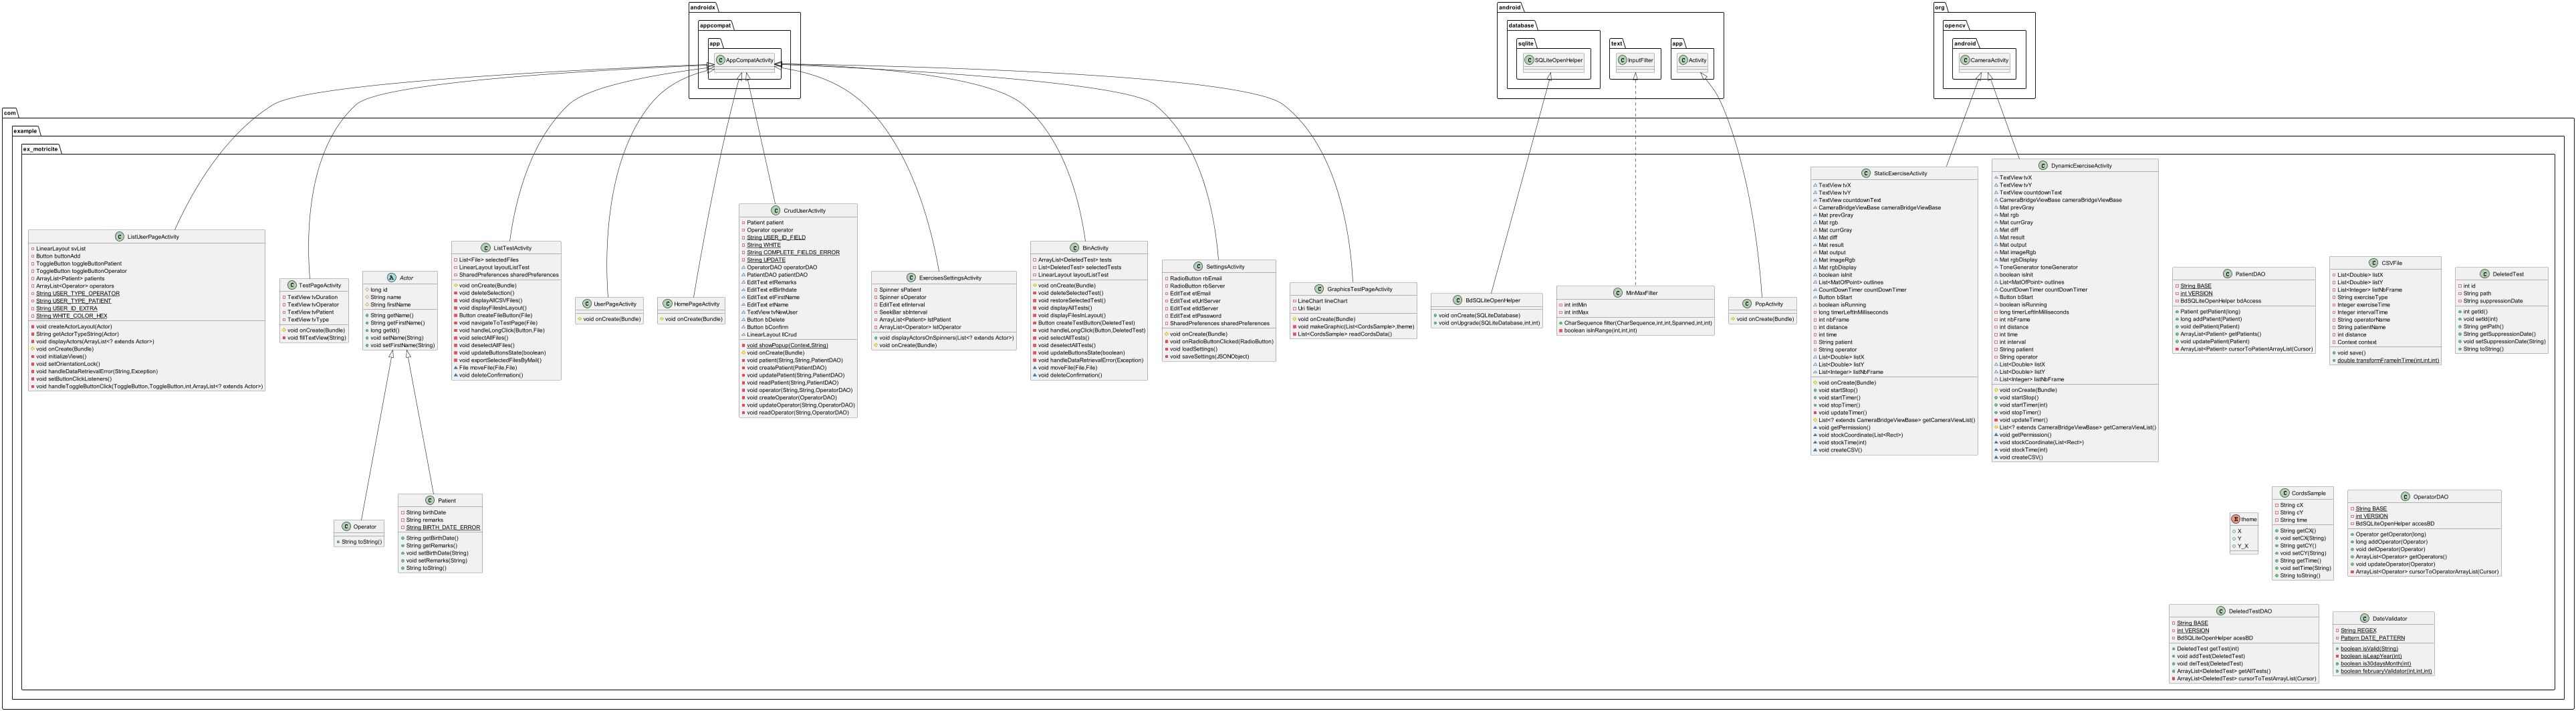 androidx
appcompat
app
AppCompatActivity
android
database
sqlite
SQLiteOpenHelper
text
InputFilter
app
Activity
org
opencv
android
CameraActivity
com
example
ex_motricite
ListUserPageActivity
LinearLayout svList
Button buttonAdd
ToggleButton toggleButtonPatient
ToggleButton toggleButtonOperator
ArrayList<Patient> patients
ArrayList<Operator> operators
String USER_TYPE_OPERATOR
String USER_TYPE_PATIENT
String USER_ID_EXTRA
String WHITE_COLOR_HEX
void createActorLayout(Actor)
String getActorTypeString(Actor)
void displayActors(ArrayList<? extends Actor>)
void onCreate(Bundle)
void initializeViews()
void setOrientationLock()
void handleDataRetrievalError(String,Exception)
void setButtonClickListeners()
void handleToggleButtonClick(ToggleButton,ToggleButton,int,ArrayList<? extends Actor>)
TestPageActivity
TextView tvDuration
TextView tvOperator
TextView tvPatient
TextView tvType
void onCreate(Bundle)
void fillTextView(String)
Actor
long id
String name
String firstName
String getName()
String getFirstName()
long getId()
void setName(String)
void setFirstName(String)
ListTestActivity
List<File> selectedFiles
LinearLayout layoutListTest
SharedPreferences sharedPreferences
void onCreate(Bundle)
void deleteSelection()
void displayAllCSVFiles()
void displayFilesInLayout()
Button createFileButton(File)
void navigateToTestPage(File)
void handleLongClick(Button,File)
void selectAllFiles()
void deselectAllFiles()
void updateButtonsState(boolean)
void exportSelectedFilesByMail()
File moveFile(File,File)
void deleteConfirmation()
UserPageActivity
void onCreate(Bundle)
HomePageActivity
void onCreate(Bundle)
CrudUserActivity
Patient patient
Operator operator
String USER_ID_FIELD
String WHITE
String COMPLETE_FIELDS_ERROR
String UPDATE
OperatorDAO operatorDAO
PatientDAO patientDAO
EditText etRemarks
EditText etBirthdate
EditText etFirstName
EditText etName
TextView tvNewUser
Button bDelete
Button bConfirm
LinearLayout llCrud
void showPopup(Context,String)
void onCreate(Bundle)
void patient(String,String,PatientDAO)
void createPatient(PatientDAO)
void updatePatient(String,PatientDAO)
void readPatient(String,PatientDAO)
void operator(String,String,OperatorDAO)
void createOperator(OperatorDAO)
void updateOperator(String,OperatorDAO)
void readOperator(String,OperatorDAO)
ExercisesSettingsActivity
Spinner sPatient
Spinner sOperator
SeekBar sbInterval
EditText etInterval
ArrayList<Patient> lstPatient
ArrayList<Operator> lstOperator
void displayActorsOnSpinners(List<? extends Actor>)
void onCreate(Bundle)
BinActivity
ArrayList<DeletedTest> tests
List<DeletedTest> selectedTests
LinearLayout layoutListTest
void onCreate(Bundle)
void deleteSelectedTest()
void restoreSelectedTest()
void displayAllTests()
void displayFilesInLayout()
Button createTestButton(DeletedTest)
void handleLongClick(Button,DeletedTest)
void selectAllTests()
void deselectAllTests()
void updateButtonsState(boolean)
void handleDataRetrievalError(Exception)
void moveFile(File,File)
void deleteConfirmation()
SettingsActivity
RadioButton rbEmail
RadioButton rbServer
EditText etEmail
EditText etUrlServer
EditText etIdServer
EditText etPassword
SharedPreferences sharedPreferences
void onCreate(Bundle)
void onRadioButtonClicked(RadioButton)
void loadSettings()
void saveSettings(JSONObject)
GraphicsTestPageActivity
LineChart lineChart
Uri fileUri
void onCreate(Bundle)
void makeGraphic(List<CordsSample>,theme)
List<CordsSample> readCordsData()
BdSQLiteOpenHelper
void onCreate(SQLiteDatabase)
void onUpgrade(SQLiteDatabase,int,int)
MinMaxFilter
int intMin
int intMax
CharSequence filter(CharSequence,int,int,Spanned,int,int)
boolean isInRange(int,int,int)
PopActivity
void onCreate(Bundle)
StaticExerciseActivity
TextView tvX
TextView tvY
TextView countdownText
CameraBridgeViewBase cameraBridgeViewBase
Mat prevGray
Mat rgb
Mat currGray
Mat diff
Mat result
Mat output
Mat imageRgb
Mat rgbDisplay
boolean isInit
List<MatOfPoint> outlines
CountDownTimer countDownTimer
Button bStart
boolean isRunning
long timerLeftInMilliseconds
int nbFrame
int distance
int time
String patient
String operator
List<Double> listX
List<Double> listY
List<Integer> listNbFrame
void onCreate(Bundle)
void startStop()
void startTimer()
void stopTimer()
void updateTimer()
List<? extends CameraBridgeViewBase> getCameraViewList()
void getPermission()
void stockCoordinate(List<Rect>)
void stockTime(int)
void createCSV()
DynamicExerciseActivity
TextView tvX
TextView tvY
TextView countdownText
CameraBridgeViewBase cameraBridgeViewBase
Mat prevGray
Mat rgb
Mat currGray
Mat diff
Mat result
Mat output
Mat imageRgb
Mat rgbDisplay
ToneGenerator toneGenerator
boolean isInit
List<MatOfPoint> outlines
CountDownTimer countDownTimer
Button bStart
boolean isRunning
long timerLeftInMilliseconds
int nbFrame
int distance
int time
int interval
String patient
String operator
List<Double> listX
List<Double> listY
List<Integer> listNbFrame
void onCreate(Bundle)
void startStop()
void startTimer(int)
void stopTimer()
void updateTimer()
List<? extends CameraBridgeViewBase> getCameraViewList()
void getPermission()
void stockCoordinate(List<Rect>)
void stockTime(int)
void createCSV()
PatientDAO
String BASE
int VERSION
BdSQLiteOpenHelper bdAccess
Patient getPatient(long)
long addPatient(Patient)
void delPatient(Patient)
ArrayList<Patient> getPatients()
void updatePatient(Patient)
ArrayList<Patient> cursorToPatientArrayList(Cursor)
CSVFile
List<Double> listX
List<Double> listY
List<Integer> listNbFrame
String exerciseType
Integer exerciseTime
Integer intervalTime
String operatorName
String patientName
int distance
Context context
void save()
double transformFrameInTime(int,int,int)
DeletedTest
int id
String path
String suppressionDate
int getId()
void setId(int)
String getPath()
String getSuppressionDate()
void setSuppressionDate(String)
String toString()
Operator
String toString()
Patient
String birthDate
String remarks
String BIRTH_DATE_ERROR
String getBirthDate()
String getRemarks()
void setBirthDate(String)
void setRemarks(String)
String toString()
theme
X
Y
Y_X
CordsSample
String cX
String cY
String time
String getCX()
void setCX(String)
String getCY()
void setCY(String)
String getTime()
void setTime(String)
String toString()
OperatorDAO
String BASE
int VERSION
BdSQLiteOpenHelper accesBD
Operator getOperator(long)
long addOperator(Operator)
void delOperator(Operator)
ArrayList<Operator> getOperators()
void updateOperator(Operator)
ArrayList<Operator> cursorToOperatorArrayList(Cursor)
DeletedTestDAO
String BASE
int VERSION
BdSQLiteOpenHelper acesBD
DeletedTest getTest(int)
void addTest(DeletedTest)
void delTest(DeletedTest)
ArrayList<DeletedTest> getAllTests()
ArrayList<DeletedTest> cursorToTestArrayList(Cursor)
DateValidator
String REGEX
Pattern DATE_PATTERN
boolean isValid(String)
boolean isLeapYear(int)
boolean is30daysMonth(int)
boolean februaryValidator(int,int,int)